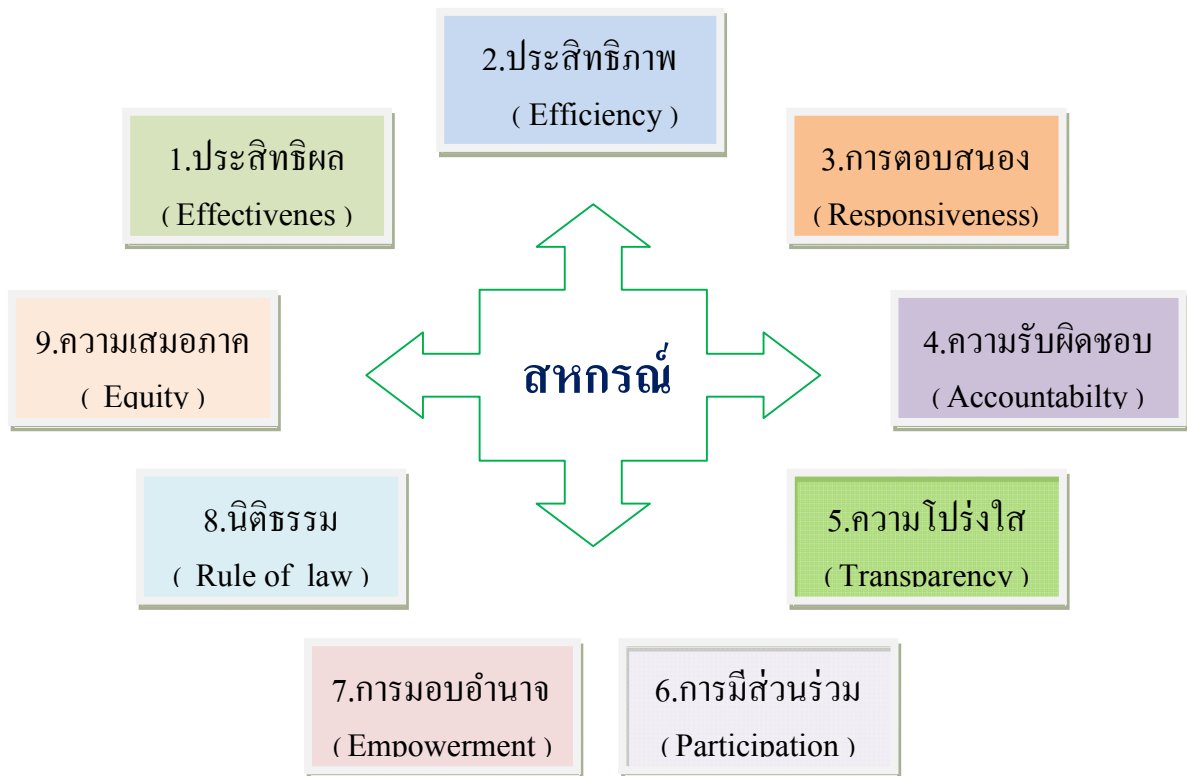 2.ประสิทธิภาพ
( Efficiency )
1.ประสิทธิผล
( Effectivenes )
3.การตอบสนอง
( Responsiveness)
9.ความเสมอภาค
( Equity )
สหกรณ์
4.ความรับผิดชอบ
( Accountabilty )
8.นิติธรรม
( Rule of law )
5.ความโปร่งใส
( Transparency )
7.การมอบอำนาจ
( Empowerment )
6.การมีส่วนร่วม
( Participation )